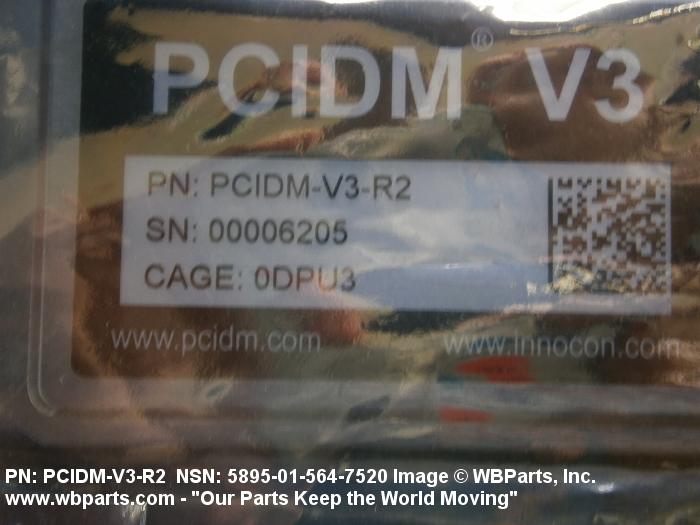 PCIDM® V3
PN: PCIDM-V3-R2
SN: 00006205
CAGE: 0DPU3
www.pcidm.com www.innocon.com
PN: PCIDM-V3-R2 NSN: 5895-01-564-7520 Image © WBParts, Inc.
www.wbparts.com - "Our Parts Keep the World Moving"